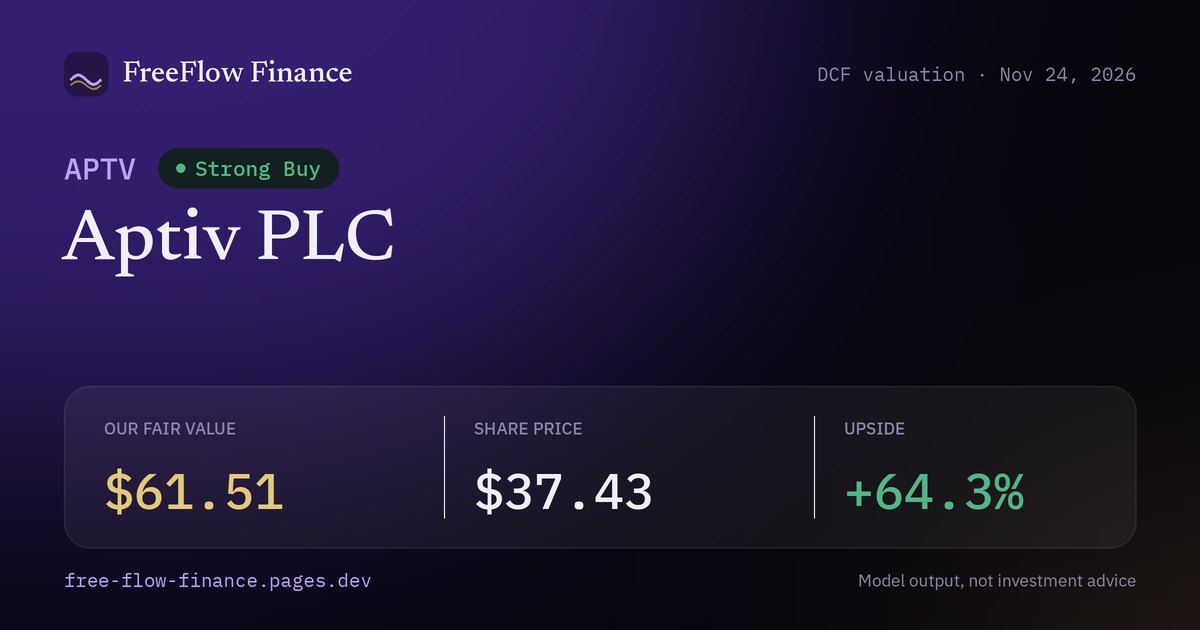 FreeFlow Finance
DCF valuation · Nov 24, 2026
APTV
Strong Buy
Aptiv PLC
OUR FAIR VALUE
$61.51
SHARE PRICE
$37.43
UPSIDE
+64.3%
free-flow-finance.pages.dev
Model output, not investment advice